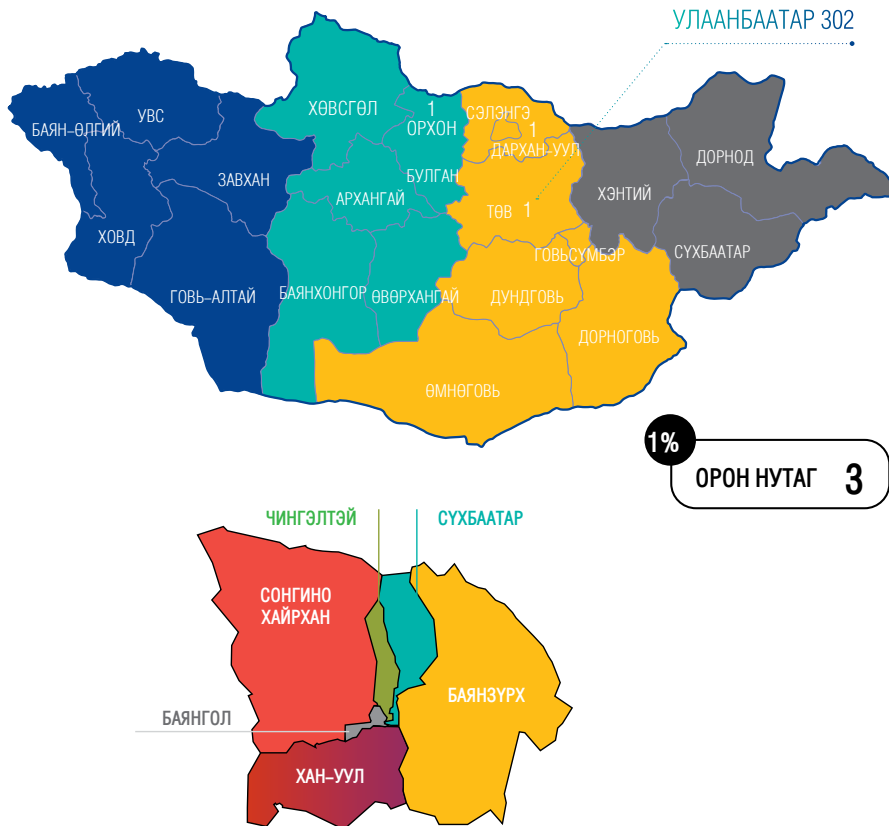 УЛААНБААТАР 302
ХӨВСГӨЛ
1
ОРХОН
СЭЛЭНГЭ
1
ДАРХАН-УУЛ
УВС
БАЯН-ӨЛГИЙ
ЗАВХАН
АРХАНГАЙ
БУЛГАН
ТӨВ 1
ХЭНТИЙ
ДОРНОД
ХОВД
ГОВЬСҮМБЭР
СҮХБААТАР
ГОВЬ-АЛТАЙ
БАЯНХОНГОР
ӨВӨРХАНГАЙ
ДУНДГОВЬ
ДОРНОГОВЬ
ӨМНӨГОВЬ
1%
ОРОН НУТАГ 3
ЧИНГЭЛТЭЙ
СҮХБААТАР
СОНГИНО
ХАЙРХАН
БАЯНЗҮРХ
БАЯНГОЛ
ХАН-УУЛ